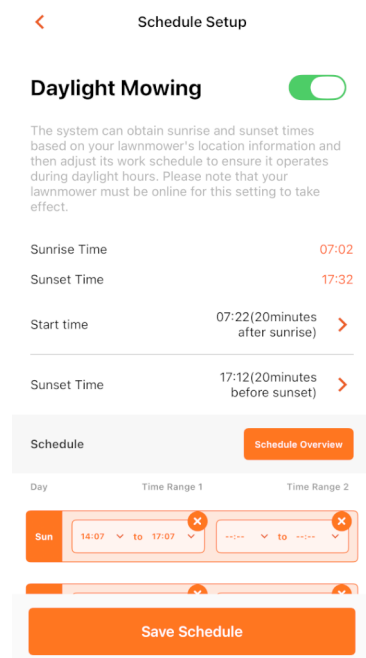 Schedule Setup
Daylight Mowing
The system can obtain sunrise and sunset times
based on your lawnmower's location information and
then adjust its work schedule to ensure it operates
during daylight hours. Please note that your
lawnmower must be online for this setting to take
effect.
Sunrise Time 07:02
Sunset Time 17:32
Start time 07:22(20minutes
after sunrise)
Sunset Time 17:12(20minutes
before sunset)
Schedule Schedule Overview
Day Time Range 1 Time Range 2
Sun 14:07 to 17:07 --:-- to --:--
Save Schedule